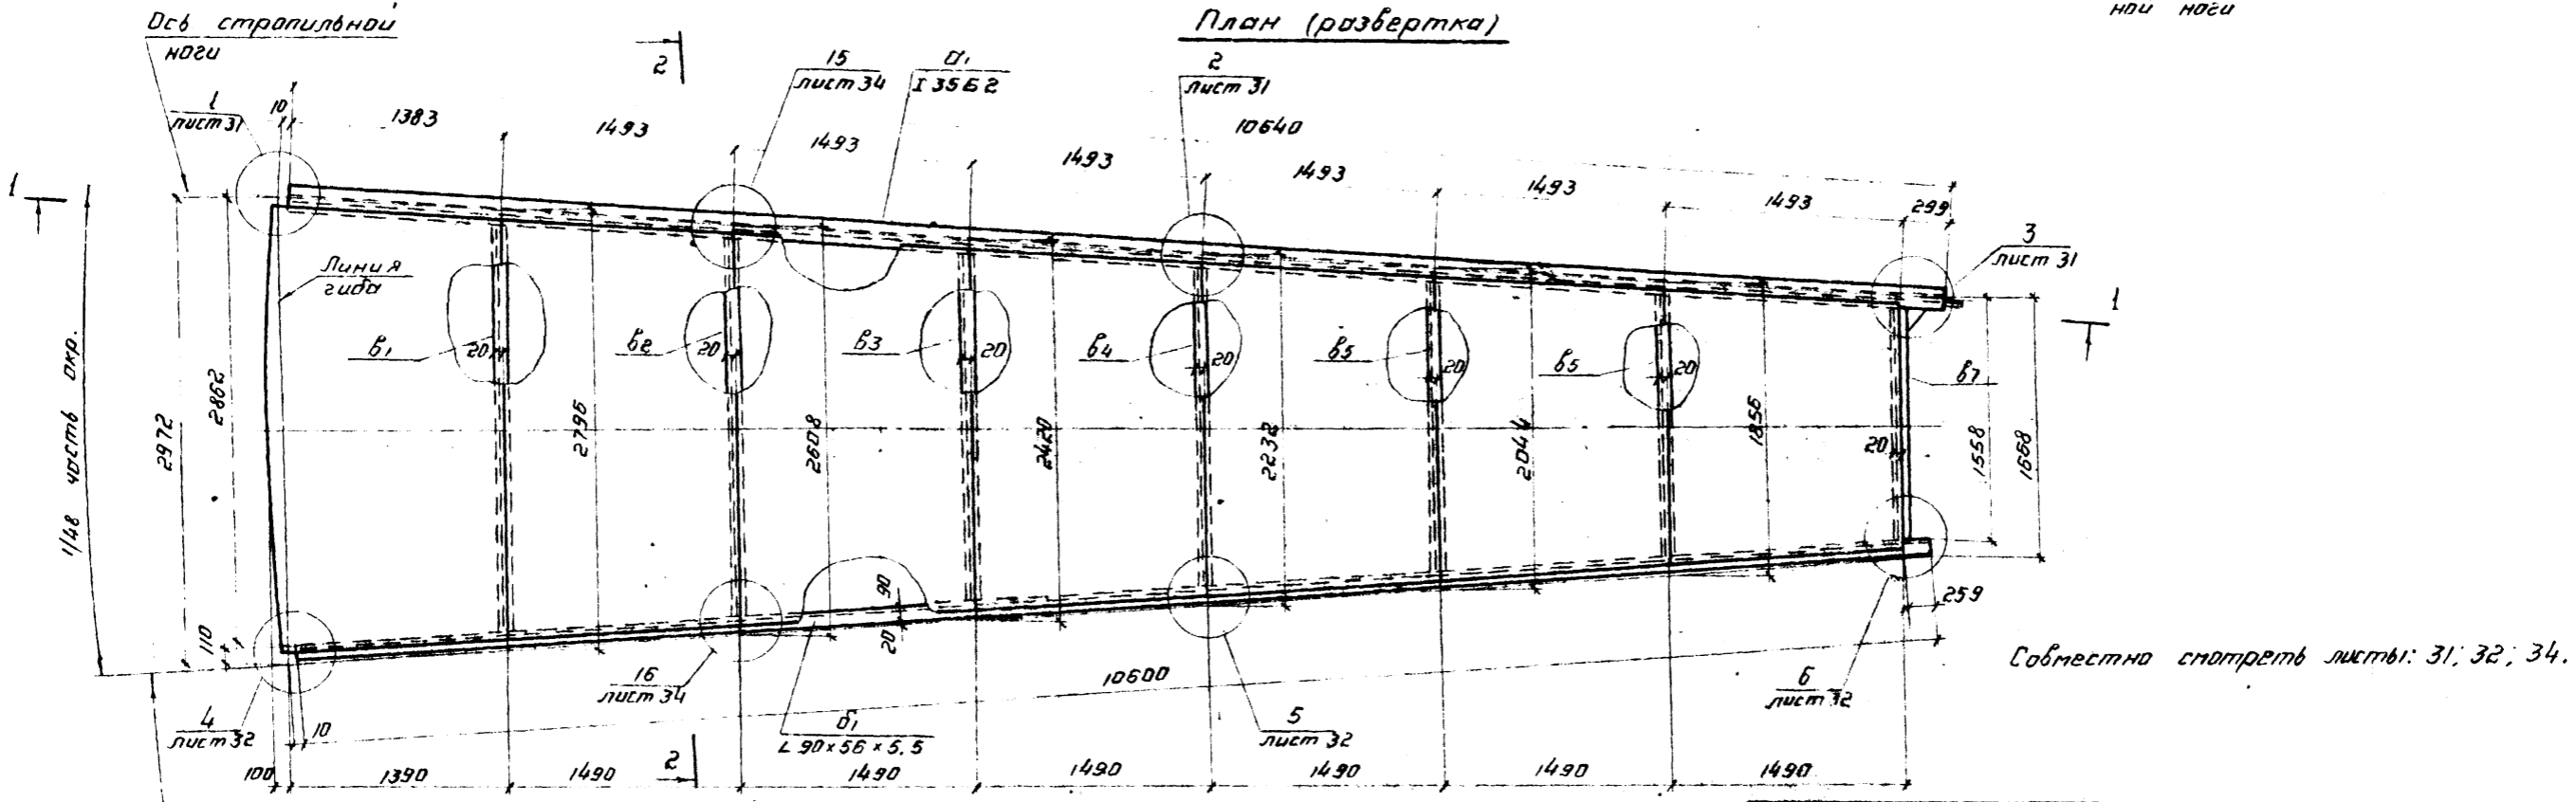 Ось стропильной
ноги
План (развертка)
ной ноги
2
15
лист 34
а1
I 35Б2
2
лист 31
1
лист 31
10
1383
1493
1493
10640
1493
1493
1493
1493
299
1
3
лист 31
1
Линия
гиба
в1
20
в2
20
в3
20
в4
20
в5
20
в5
20
в7
20
1/48 часть окр.
2972
2862
2796
2608
2420
2232
2044
1856
1558
1668
110
90
20
259
Совместно смотреть листы: 31; 32; 34.
4
лист 32
10
16
лист 34
б1
L 90×56×5,5
10600
5
лист 32
6
лист 32
2
100
1390
1490
1490
1490
1490
1490
1490